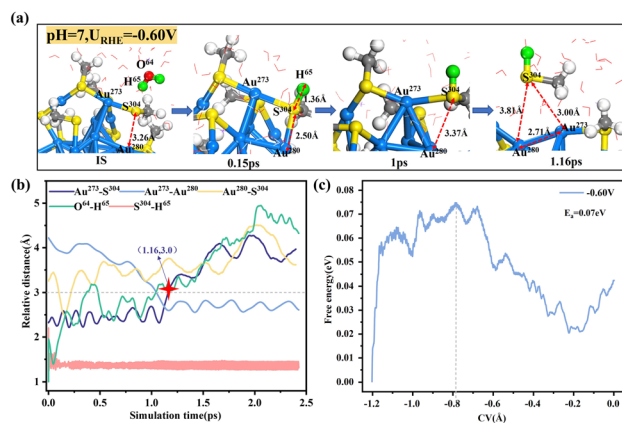 (a)
pH=7,U_RHE=-0.60V
O⁶⁴
H⁶⁵
Au²⁷³
S³⁰⁴
3.26Å
Au²⁸⁰
IS
Au²⁷³
H⁶⁵
1.36Å
S³⁰⁴
2.50Å
Au²⁸⁰
0.15ps
Au²⁷³
S³⁰⁴
3.37Å
Au²⁸⁰
1ps
S³⁰⁴
3.81Å
3.00Å
2.71Å
Au²⁷³
Au²⁸⁰
1.16ps
(b)
Au²⁷³-S³⁰⁴
Au²⁷³-Au²⁸⁰
Au²⁸⁰-S³⁰⁴
O⁶⁴-H⁶⁵
S³⁰⁴-H⁶⁵
(1.16,3.0)
Relative distance(Å)
5
4
3
2
1
0.0 0.5 1.0 1.5 2.0 2.5
Simulation time(ps)
(c)
-0.60V
Eₐ=0.07eV
Free energy(eV)
0.09
0.08
0.07
0.06
0.05
0.04
0.03
0.02
0.01
0.00
-1.2 -1.0 -0.8 -0.6 -0.4 -0.2 0.0
CV(Å)